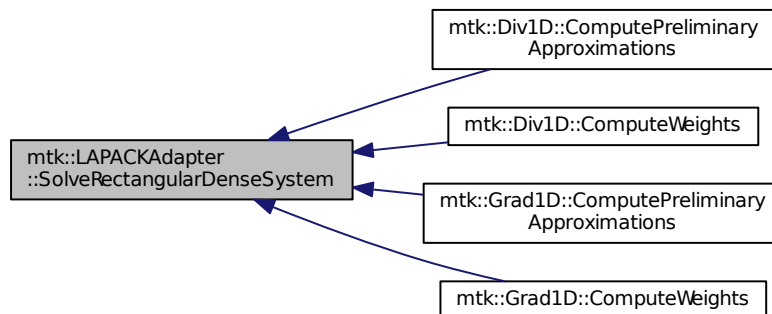 mtk::Div1D::ComputePreliminary
Approximations
mtk::Div1D::ComputeWeights
mtk::LAPACKAdapter
::SolveRectangularDenseSystem
mtk::Grad1D::ComputePreliminary
Approximations
mtk::Grad1D::ComputeWeights